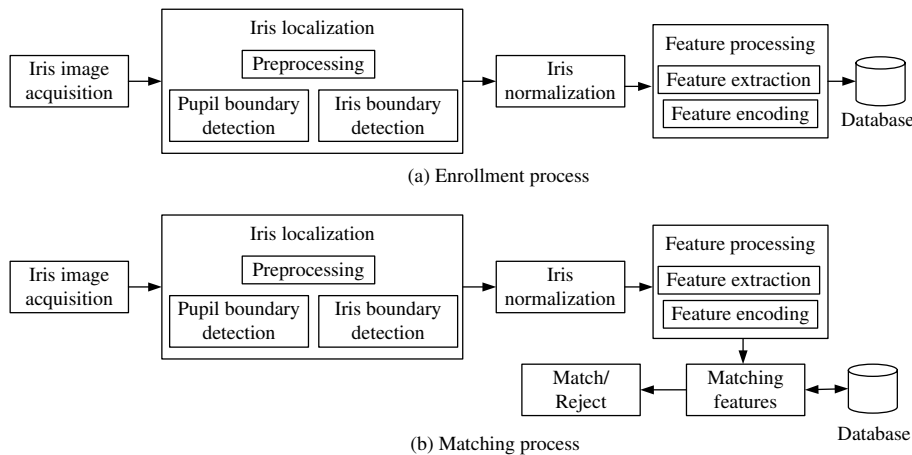 Iris image
acquisition
Iris localization
Preprocessing
Pupil boundary
detection
Iris boundary
detection
Iris
normalization
Feature processing
Feature extraction
Feature encoding
Database
(a) Enrollment process
Iris image
acquisition
Iris localization
Preprocessing
Pupil boundary
detection
Iris boundary
detection
Iris
normalization
Feature processing
Feature extraction
Feature encoding
Match/
Reject
Matching
features
Database
(b) Matching process